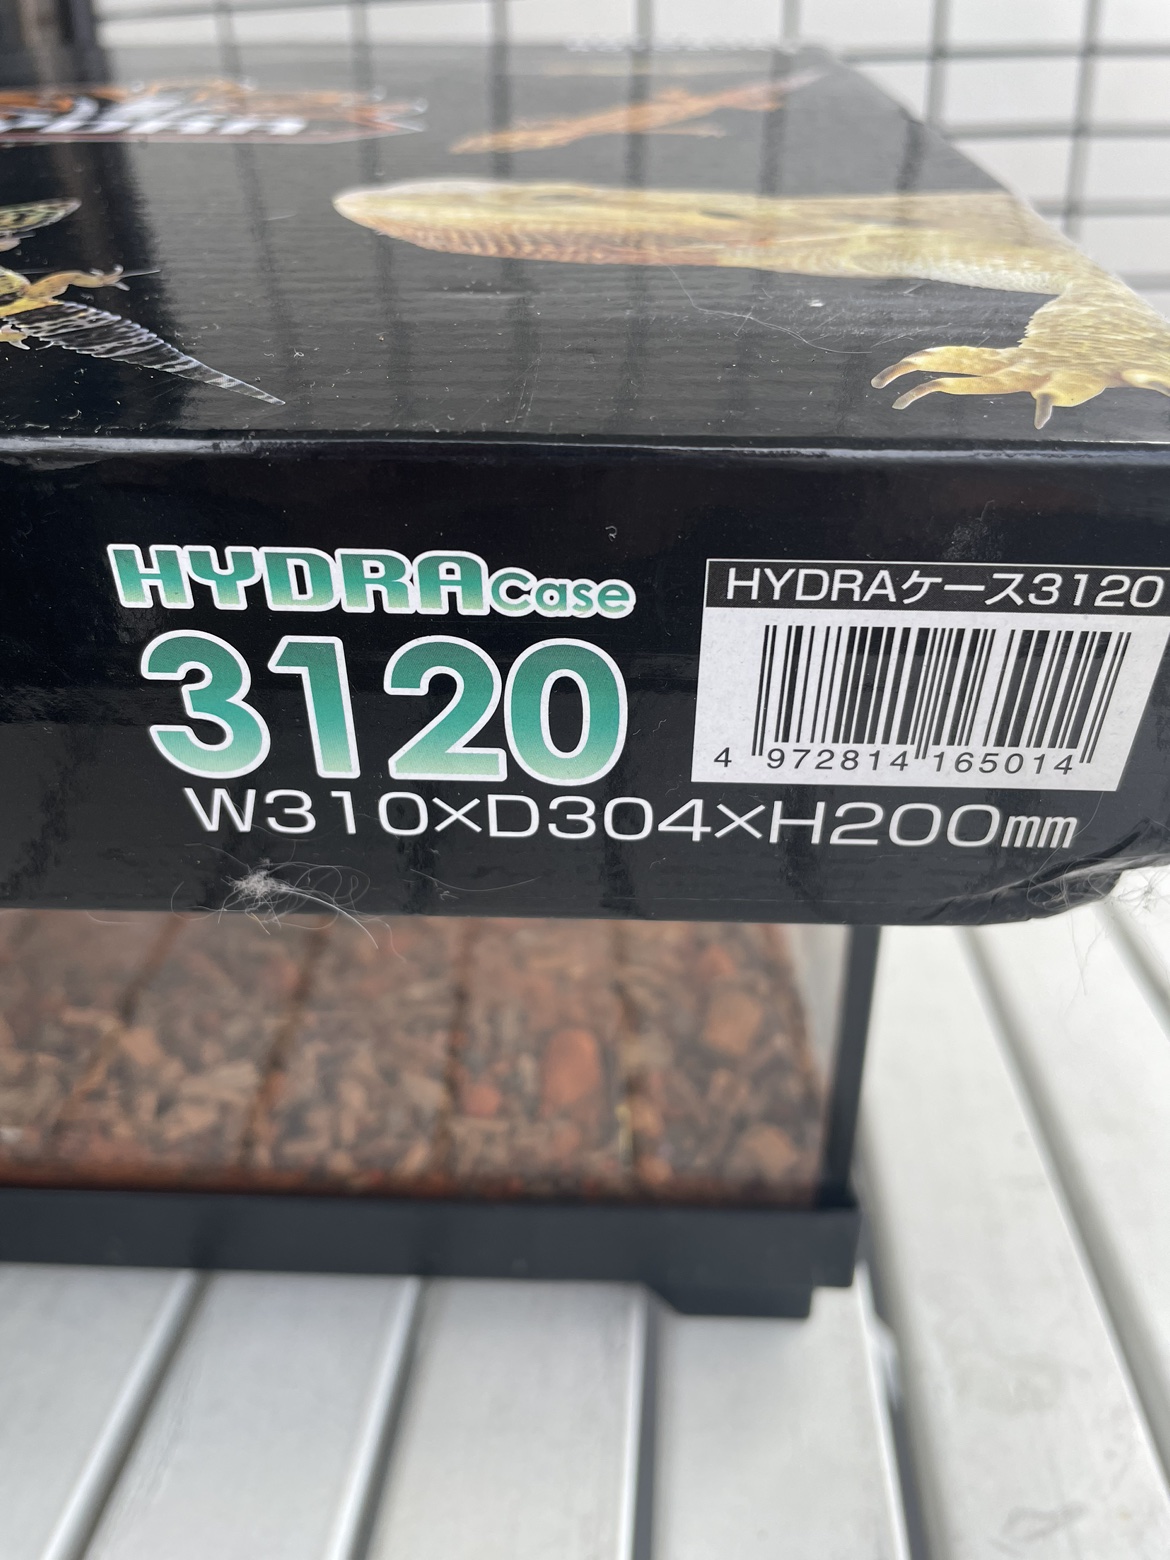 HYDRA Case
3120
W310×D304×H200mm
HYDRAケース3120
4 972814 165014